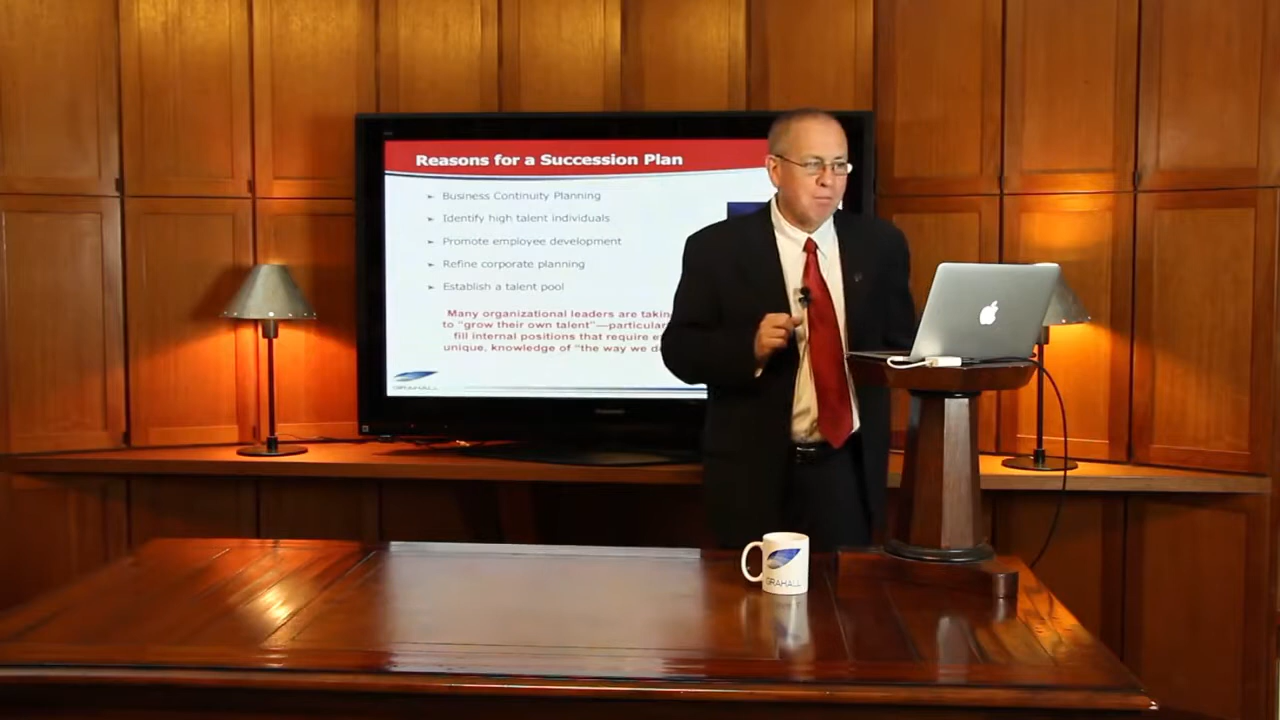 Reasons for a Succession Plan
Business Continuity Planning
Identify high talent individuals
Promote employee development
Refine corporate planning
Establish a talent pool
Many organizational leaders are takin
to “grow their own talent”—particular
fill internal positions that require e
unique, knowledge of “the way we d
GRAHALL
GRAHALL